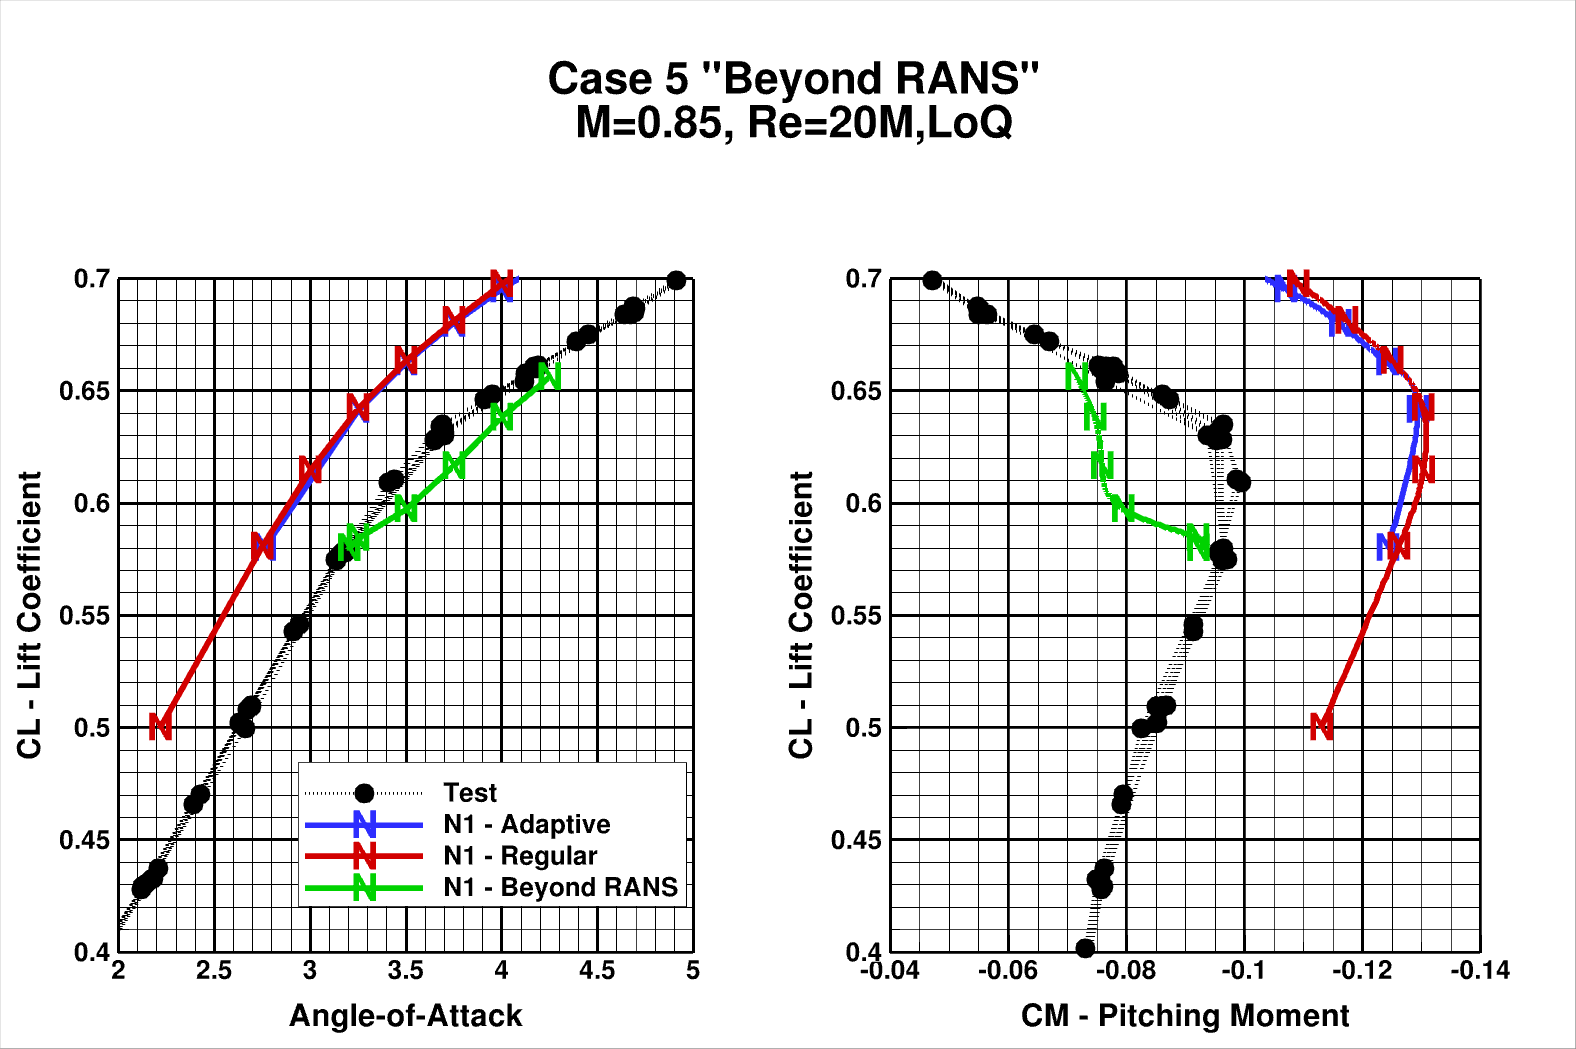 Case 5 "Beyond RANS"
M=0.85, Re=20M,LoQ
CL - Lift Coefficient
0.7
0.65
0.6
0.55
0.5
0.45
0.4
2 2.5 3 3.5 4 4.5 5
Angle-of-Attack
Test
N1 - Adaptive
N1 - Regular
N1 - Beyond RANS
CL - Lift Coefficient
0.7
0.65
0.6
0.55
0.5
0.45
0.4
-0.04 -0.06 -0.08 -0.1 -0.12 -0.14
CM - Pitching Moment